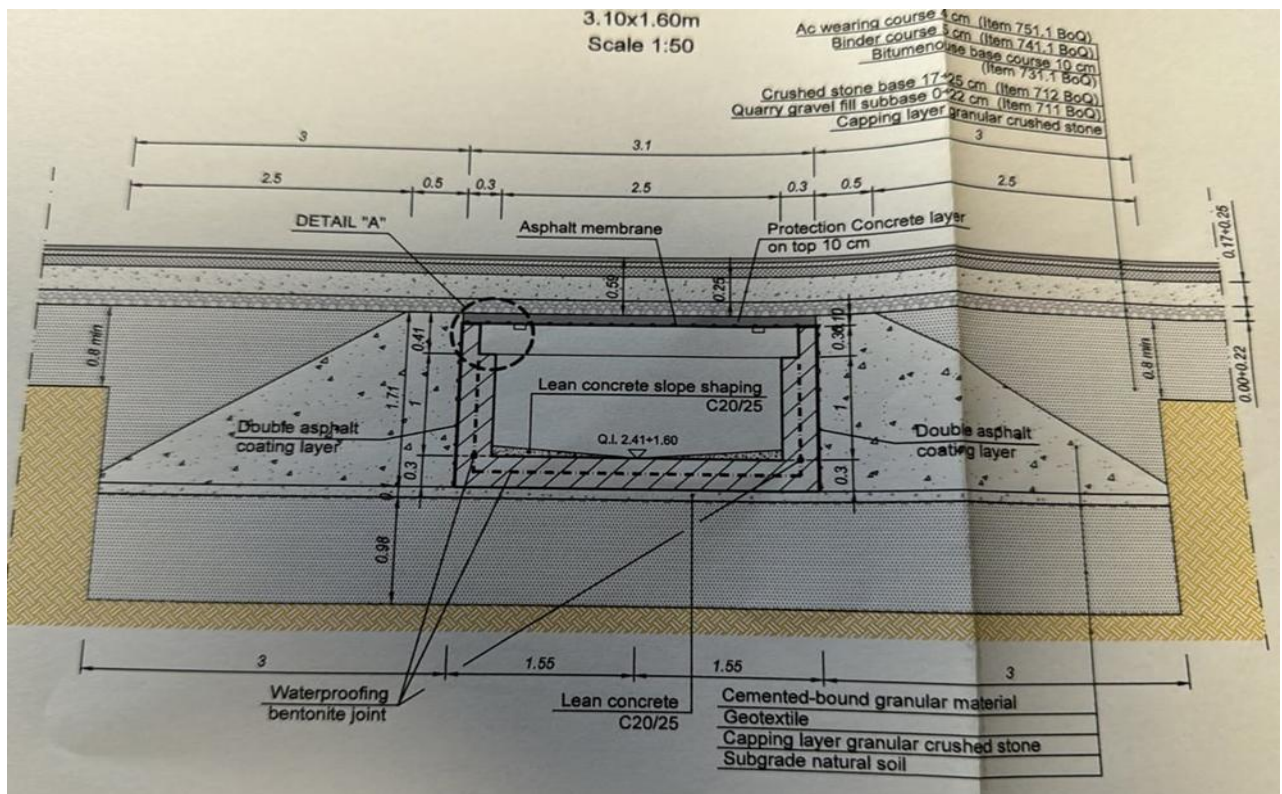 3.10x1.60m
Scale 1:50
Ac wearing course 4 cm (Item 751.1 BoQ)
Binder course 5 cm (Item 741.1 BoQ)
Bitumenouse base course 10 cm
(Item 731.1 BoQ)
Crushed stone base 17÷25 cm (Item 712 BoQ)
Quarry gravel fill subbase 0÷22 cm (Item 711 BoQ)
Capping layer granular crushed stone
3
3.1
3
2.5
0.5
0.3
2.5
0.3
0.5
2.5
DETAIL "A"
Asphalt membrane
Protection Concrete layer
on top 10 cm
0.17÷0.25
0.59
0.25
0.10
0.8 min
0.41
0.8 min
0.00÷0.22
1.71
1
Lean concrete slope shaping
C20/25
1
Double asphalt
coating layer
Q.I. 2.41÷1.60
Double asphalt
coating layer
0.3
0.3
0.1
0.98
3
1.55
1.55
3
Waterproofing
bentonite joint
Lean concrete
C20/25
Cemented-bound granular material
Geotextile
Capping layer granular crushed stone
Subgrade natural soil